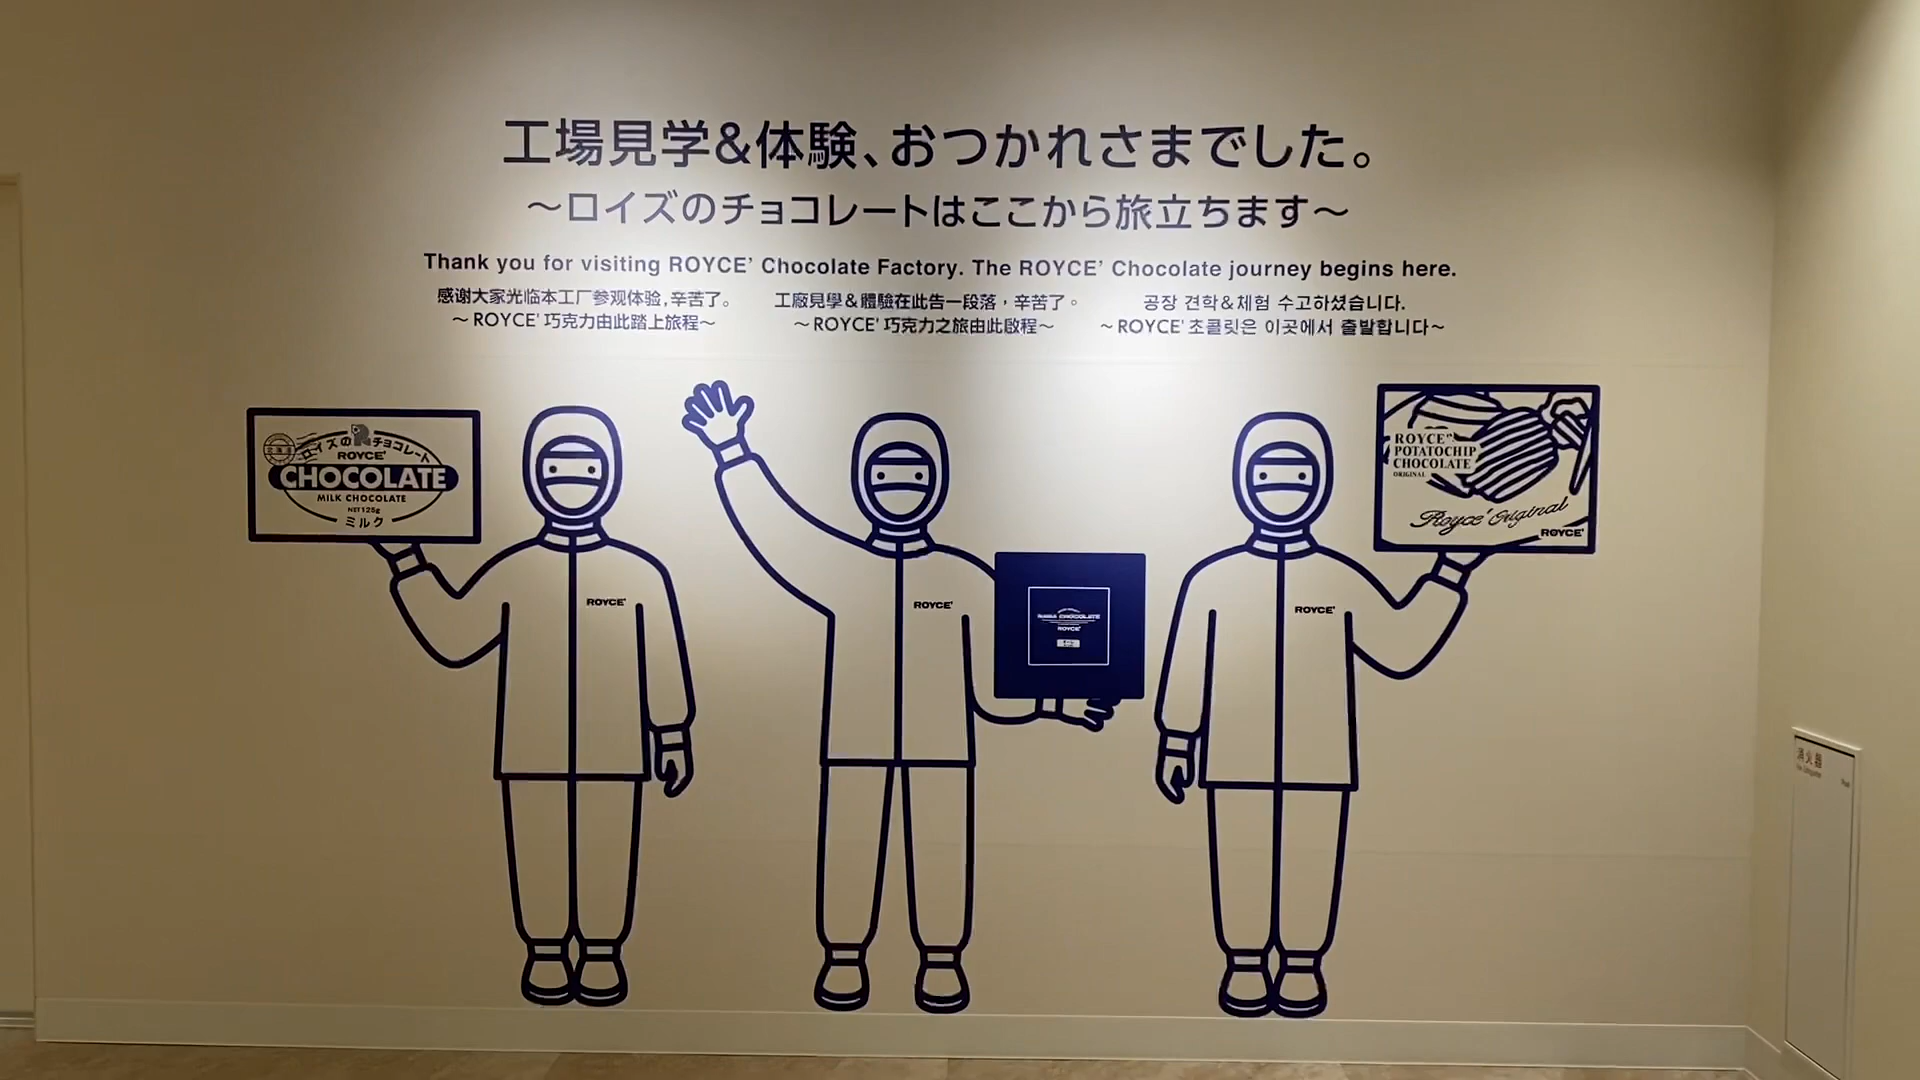 工場見学&体験、おつかれさまでした。
～ロイズのチョコレートはここから旅立ちます～
Thank you for visiting ROYCE' Chocolate Factory. The ROYCE' Chocolate journey begins here.
感谢大家光临本工厂参观体验,辛苦了。
～ROYCE' 巧克力由此踏上旅程～
工廠見學&體驗在此告一段落，辛苦了。
～ROYCE' 巧克力之旅由此啟程～
공장 견학&체험 수고하셨습니다.
～ROYCE' 초콜릿은 이곳에서 출발합니다～
北海道
ロイズのRチョコレート
ROYCE'
CHOCOLATE
MILK CHOCOLATE
NET 125g
ミルク
ROYCE'
ROYCE'
CHOCOLATE
ROYCE'
ROYCE'
ROYCE'
POTATOCHIP
CHOCOLATE
ORIGINAL
Royce' Original
ROYCE'
消火器